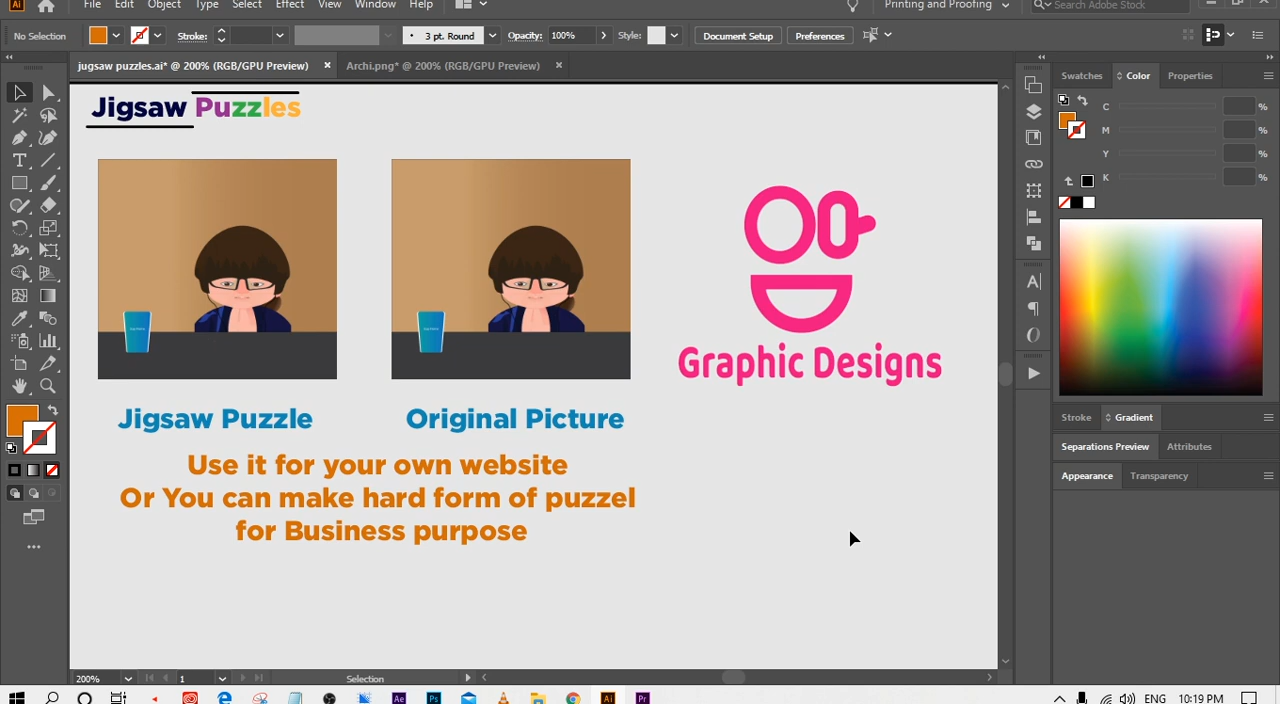 File Edit Object Type Select Effect View Window Help Printing and Proofing Search Adobe Stock
No Selection Stroke: 3 pt. Round Opacity: 100% Style: Document Setup Preferences
jugsaw puzzles.ai* @ 200% (RGB/GPU Preview) × Archi.png* @ 200% (RGB/GPU Preview) ×
Swatches Color Properties
Jigsaw Puzzles
C %
M %
Y %
K %
Graphic Designs
Jigsaw Puzzle Original Picture
Use it for your own website
Or You can make hard form of puzzel
for Business purpose
Stroke Gradient
Separations Preview Attributes
Appearance Transparency
200% 1 Selection
Ae Ps Ai Pr ENG 10:19 PM